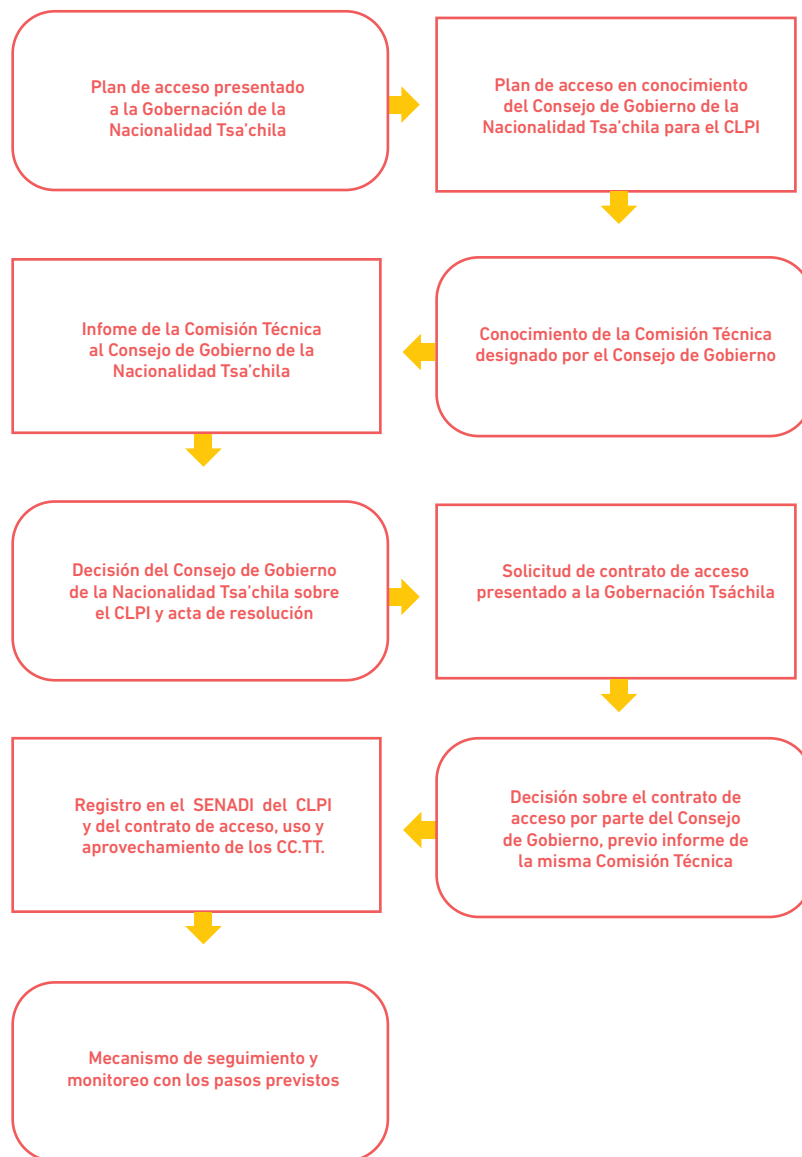 Plan de acceso presentado
a la Gobernación de la
Nacionalidad Tsa'chila
Plan de acceso en conocimiento
del Consejo de Gobierno de la
Nacionalidad Tsa'chila para el CLPI
Conocimiento de la Comisión Técnica
designado por el Consejo de Gobierno
Infome de la Comisión Técnica
al Consejo de Gobierno de la
Nacionalidad Tsa'chila
Decisión del Consejo de Gobierno
de la Nacionalidad Tsa'chila sobre
el CLPI y acta de resolución
Solicitud de contrato de acceso
presentado a la Gobernación Tsáchila
Decisión sobre el contrato de
acceso por parte del Consejo
de Gobierno, previo informe de
la misma Comisión Técnica
Registro en el SENADI del CLPI
y del contrato de acceso, uso y
aprovechamiento de los CC.TT.
Mecanismo de seguimiento y
monitoreo con los pasos previstos